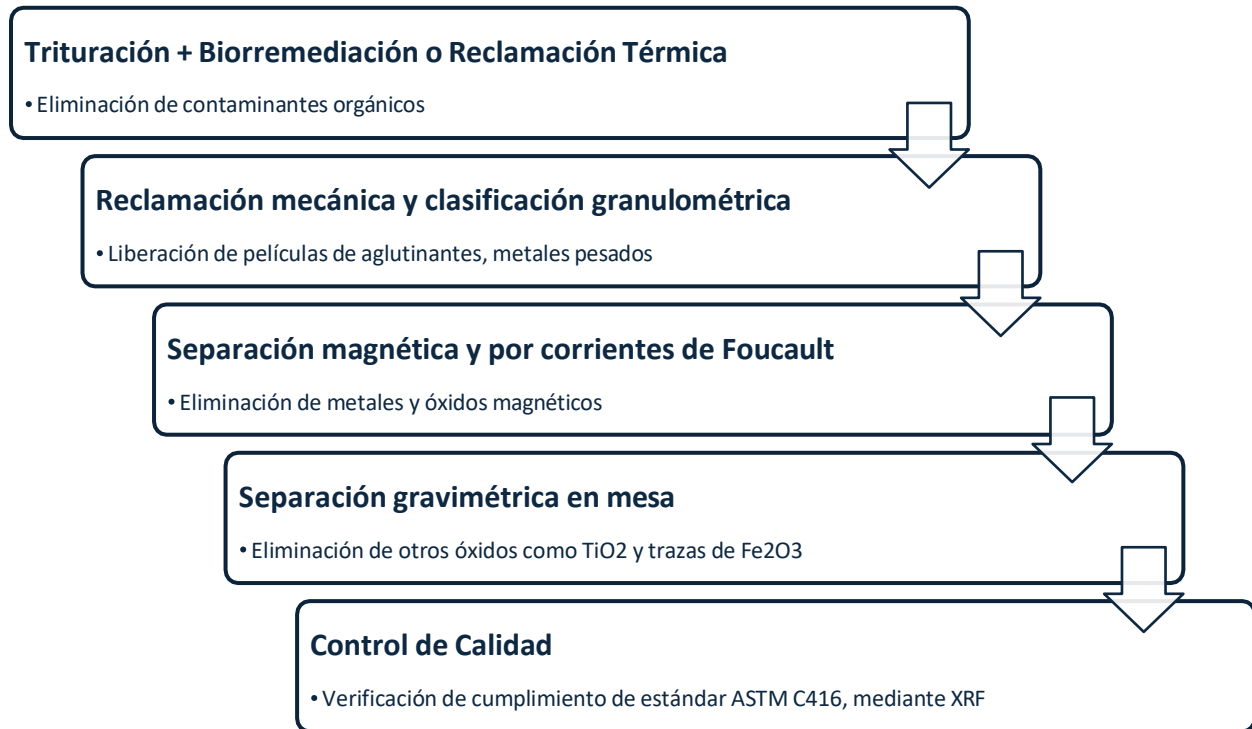 Trituración + Biorremediación o Reclamación Térmica
• Eliminación de contaminantes orgánicos
Reclamación mecánica y clasificación granulométrica
• Liberación de películas de aglutinantes, metales pesados
Separación magnética y por corrientes de Foucault
• Eliminación de metales y óxidos magnéticos
Separación gravimétrica en mesa
• Eliminación de otros óxidos como TiO2 y trazas de Fe2O3
Control de Calidad
• Verificación de cumplimiento de estándar ASTM C416, mediante XRF